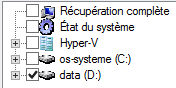 Récupération complète
État du système
Hyper-V
os-systeme (C:)
data (D:)